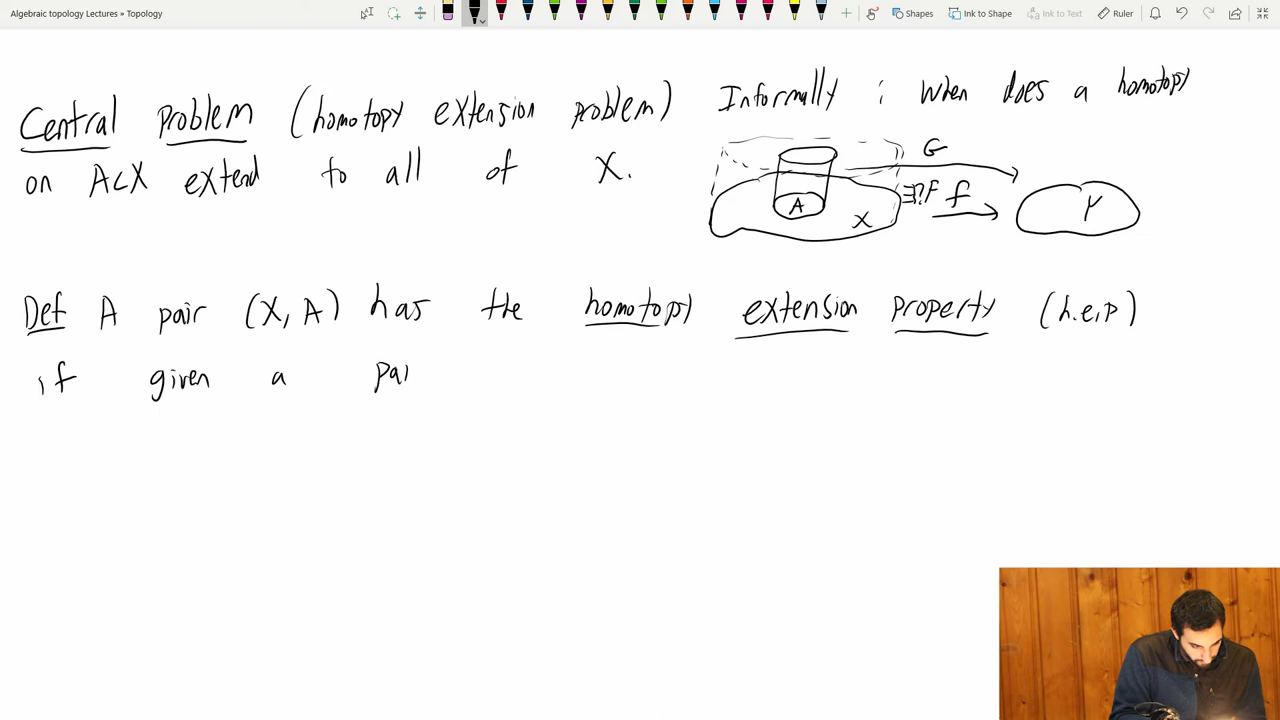 Algebraic topology Lectures » Topology
Shapes Ink to Shape Ink to Text Ruler
Central Problem (homotopy extension problem) Informally : When does a homotopy
on A⊂X extend to all of X.
G
∃?F f
A X Y
Def A pair (X, A) has the homotopy extension property (h.e.p)
if given a pai